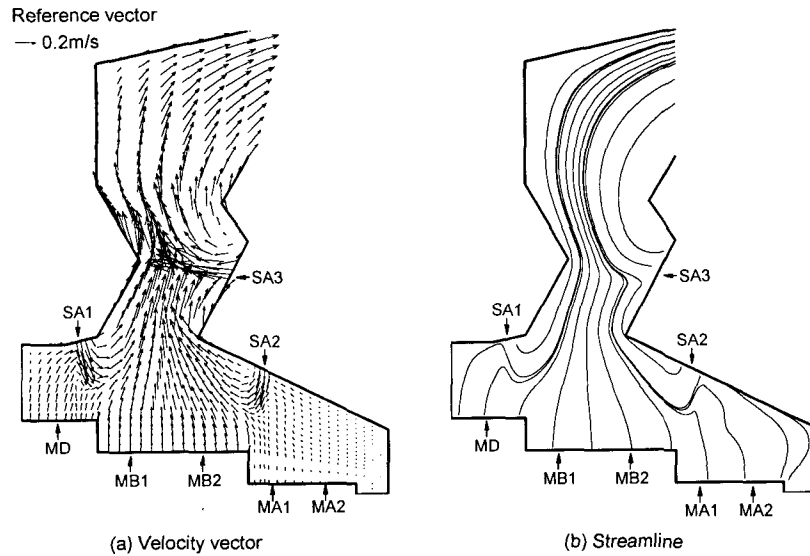 Reference vector
→ 0.2m/s
SA1
SA3
SA2
MD
MB1
MB2
MA1
MA2
(a) Velocity vector
SA1
SA3
SA2
MD
MB1
MB2
MA1
MA2
(b) Streamline